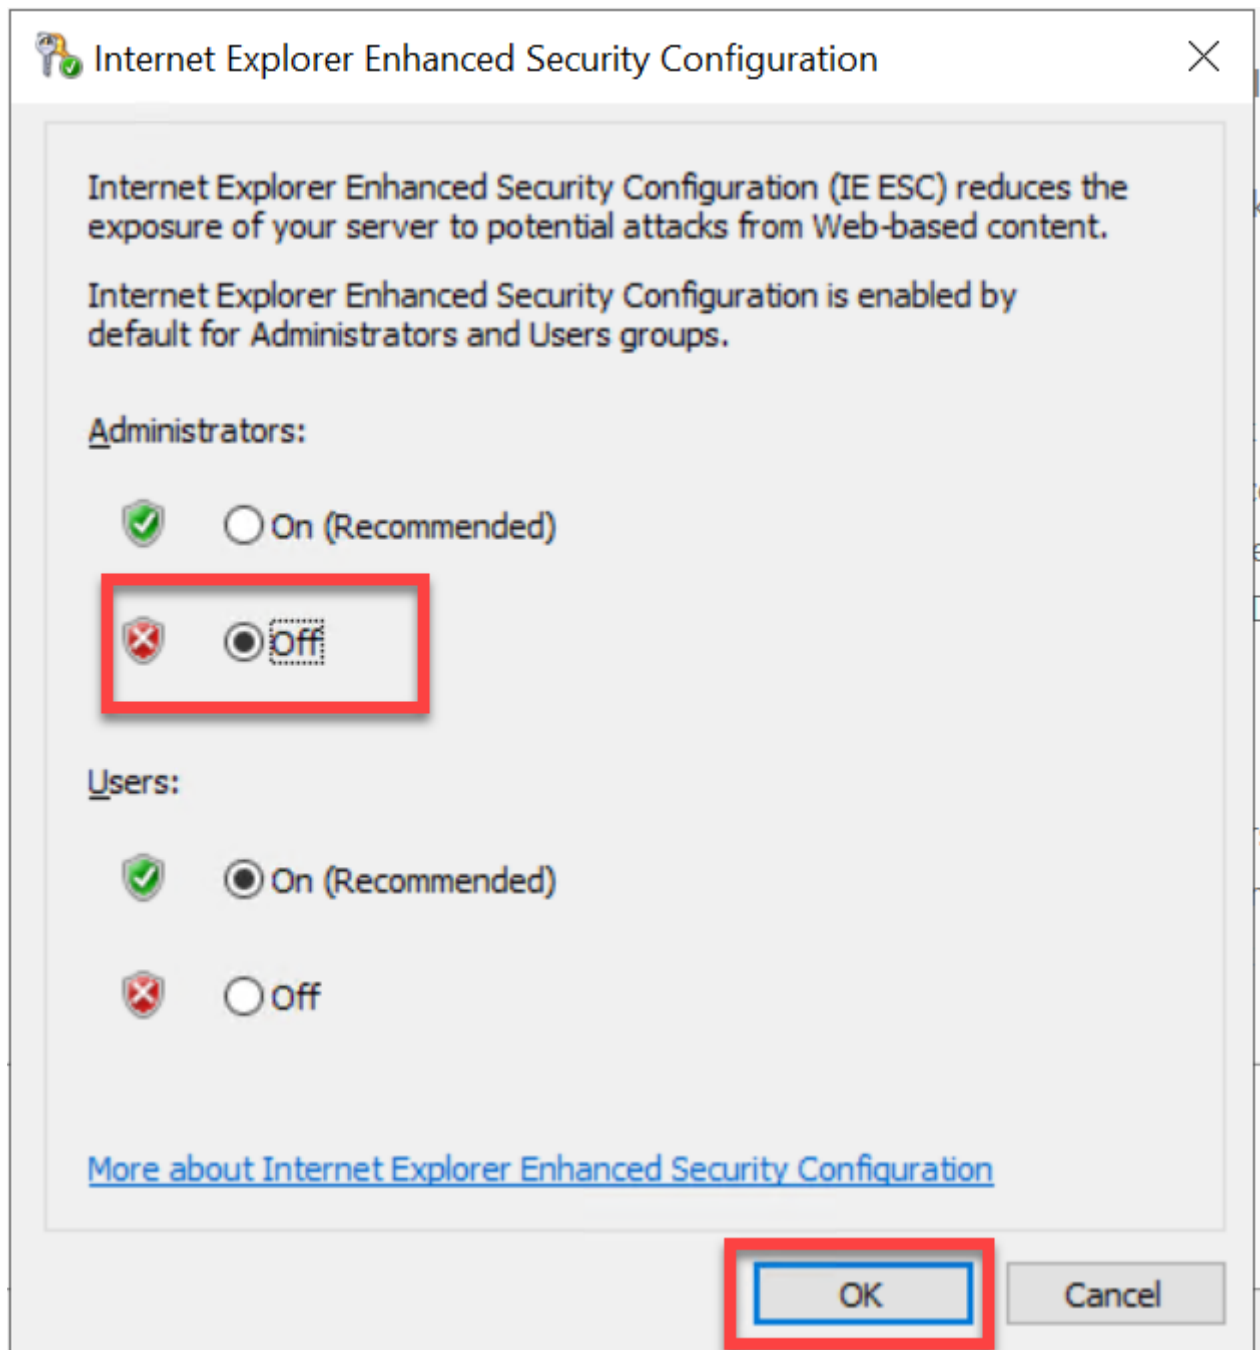 Internet Explorer Enhanced Security Configuration
Internet Explorer Enhanced Security Configuration (IE ESC) reduces the
exposure of your server to potential attacks from Web-based content.
Internet Explorer Enhanced Security Configuration is enabled by
default for Administrators and Users groups.
Administrators:
On (Recommended)
Off
Users:
On (Recommended)
Off
More about Internet Explorer Enhanced Security Configuration
OK
Cancel